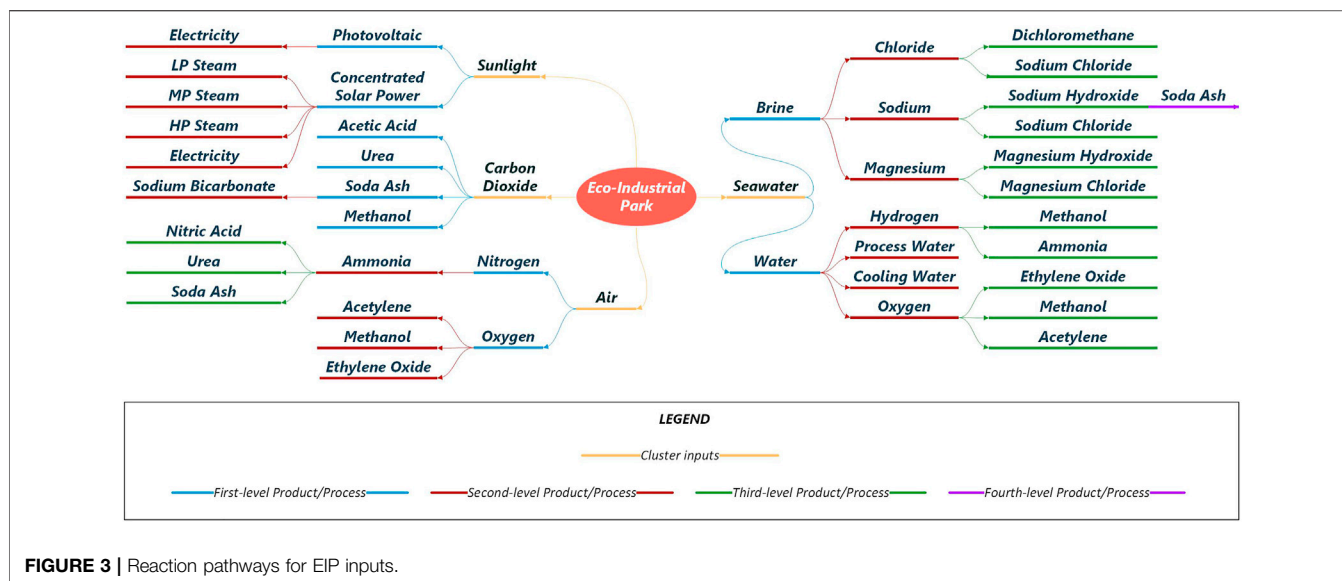 Electricity
Photovoltaic
Sunlight
LP Steam
MP Steam
HP Steam
Electricity
Concentrated
Solar Power
Acetic Acid
Urea
Sodium Bicarbonate
Soda Ash
Methanol
Carbon
Dioxide
Nitric Acid
Urea
Soda Ash
Ammonia
Nitrogen
Air
Acetylene
Methanol
Ethylene Oxide
Oxygen
Eco-Industrial
Park
Seawater
Brine
Chloride
Dichloromethane
Sodium Chloride
Sodium
Sodium Hydroxide
Soda Ash
Sodium Chloride
Magnesium
Magnesium Hydroxide
Magnesium Chloride
Water
Hydrogen
Methanol
Ammonia
Process Water
Cooling Water
Oxygen
Ethylene Oxide
Methanol
Acetylene
LEGEND
Cluster inputs
First-level Product/Process
Second-level Product/Process
Third-level Product/Process
Fourth-level Product/Process
FIGURE 3 | Reaction pathways for EIP inputs.